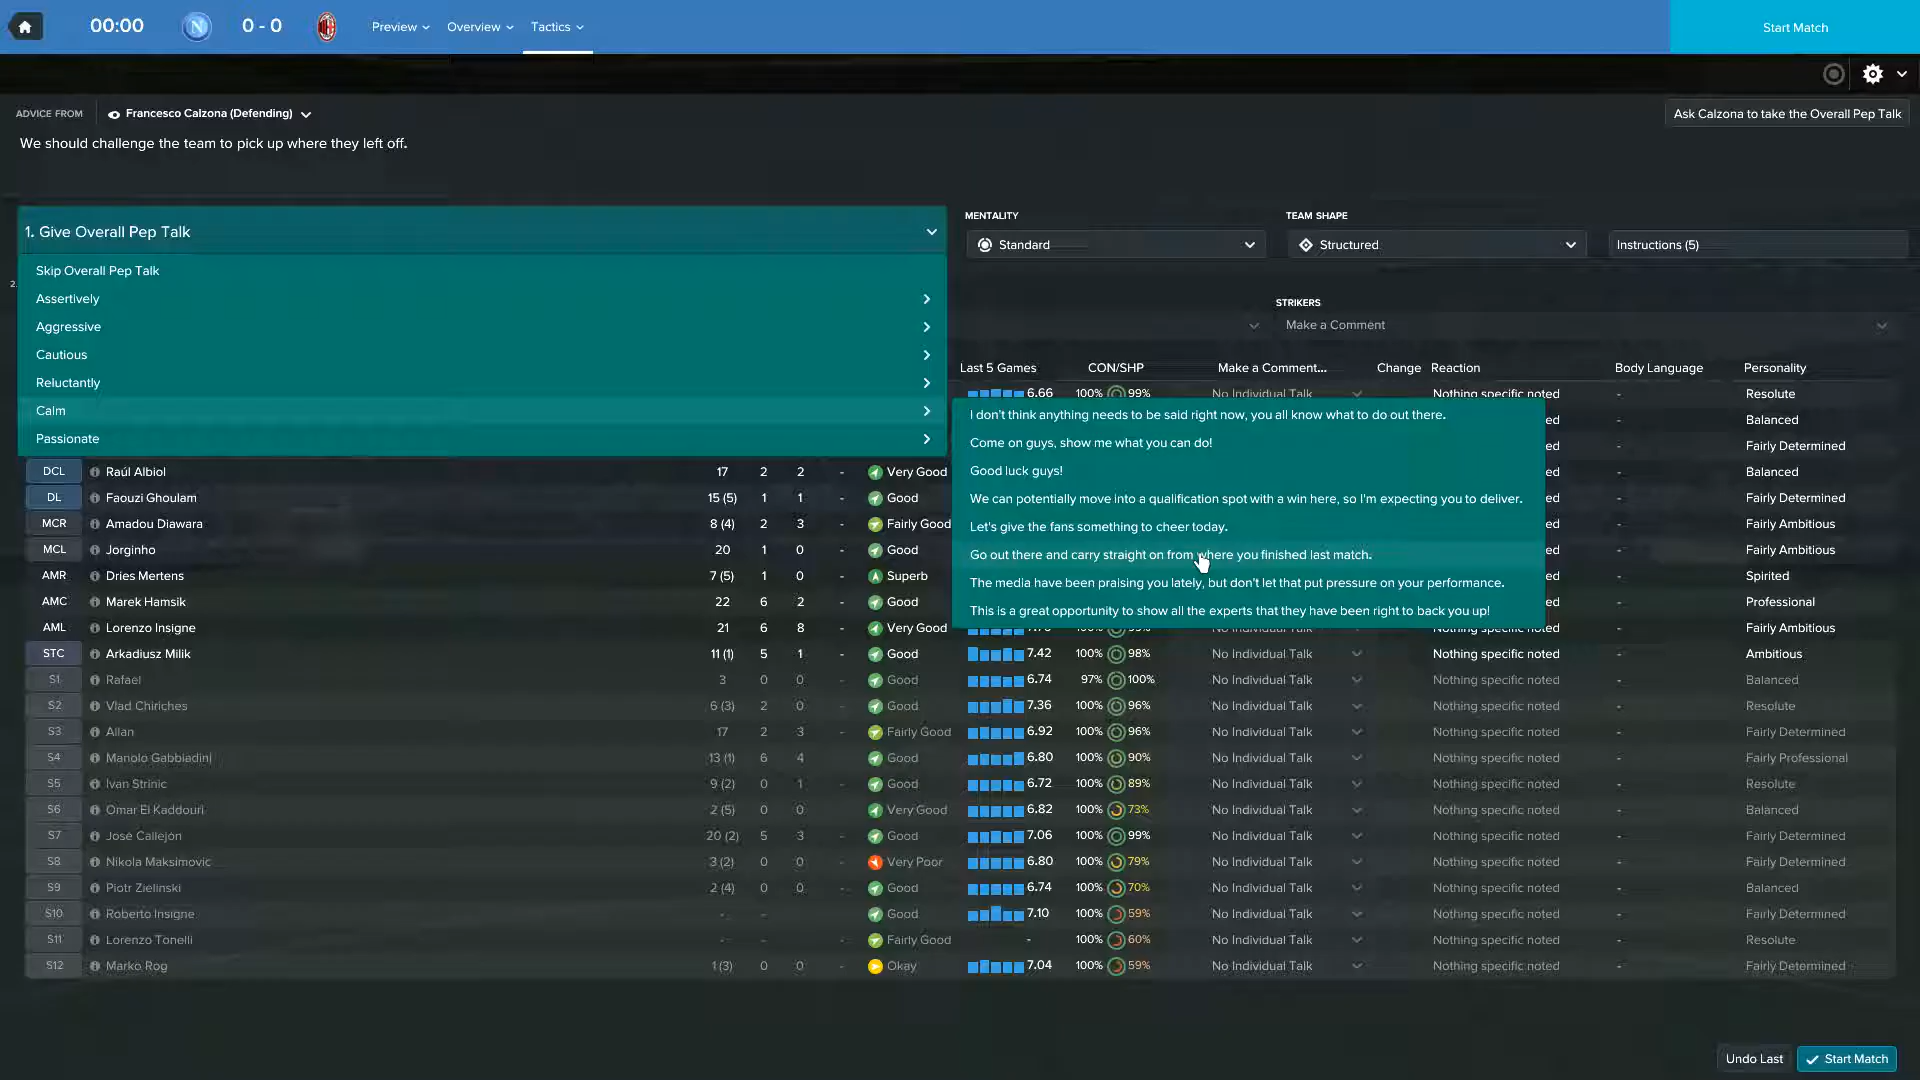 00:00 N 0 - 0 Preview Overview Tactics Start Match
ADVICE FROM Francesco Calzona (Defending) Ask Calzona to take the Overall Pep Talk
We should challenge the team to pick up where they left off.
MENTALITY TEAM SHAPE
1. Give Overall Pep Talk Standard Structured Instructions (5)
Skip Overall Pep Talk
2.
Assertively STRIKERS
Aggressive Make a Comment
Cautious
Last 5 Games CON/SHP Make a Comment... Change Reaction Body Language Personality
Reluctantly
6.66 100% 99% No Individual Talk Nothing specific noted - Resolute
Calm
I don't think anything needs to be said right now, you all know what to do out there.
ed - Balanced
Passionate
Come on guys, show me what you can do!
ed - Fairly Determined
DCL Raúl Albiol 17 2 2 - Very Good Good luck guys! ed - Balanced
DL Faouzi Ghoulam 15 (5) 1 1 - Good We can potentially move into a qualification spot with a win here, so I'm expecting you to deliver. ed - Fairly Determined
MCR Amadou Diawara 8 (4) 2 3 - Fairly Good Let's give the fans something to cheer today. ed - Fairly Ambitious
MCL Jorginho 20 1 0 - Good Go out there and carry straight on from where you finished last match. ed - Fairly Ambitious
AMR Dries Mertens 7 (5) 1 0 - Superb The media have been praising you lately, but don't let that put pressure on your performance. ed - Spirited
AMC Marek Hamsik 22 6 2 - Good This is a great opportunity to show all the experts that they have been right to back you up! ed - Professional
AML Lorenzo Insigne 21 6 8 - Very Good No Individual Talk Nothing specific noted - Fairly Ambitious
STC Arkadiusz Milik 11 (1) 5 1 - Good 7.42 100% 98% No Individual Talk Nothing specific noted - Ambitious
S1 Rafael 3 0 0 - Good 6.74 97% 100% No Individual Talk Nothing specific noted - Balanced
S2 Vlad Chiriches 6 (3) 2 0 - Good 7.36 100% 96% No Individual Talk Nothing specific noted - Resolute
S3 Allan 17 2 3 - Fairly Good 6.92 100% 96% No Individual Talk Nothing specific noted - Fairly Determined
S4 Manolo Gabbiadini 13 (1) 6 4 - Good 6.80 100% 90% No Individual Talk Nothing specific noted - Fairly Professional
S5 Ivan Strinic 9 (2) 0 1 - Good 6.72 100% 89% No Individual Talk Nothing specific noted - Resolute
S6 Omar El Kaddouri 2 (5) 0 0 - Very Good 6.82 100% 73% No Individual Talk Nothing specific noted - Balanced
S7 José Callejón 20 (2) 5 3 - Good 7.06 100% 99% No Individual Talk Nothing specific noted - Fairly Determined
S8 Nikola Maksimovic 3 (2) 0 0 - Very Poor 6.80 100% 79% No Individual Talk Nothing specific noted - Fairly Determined
S9 Piotr Zielinski 2 (4) 0 0 - Good 6.74 100% 70% No Individual Talk Nothing specific noted - Balanced
S10 Roberto Insigne - - Good 7.10 100% 59% No Individual Talk Nothing specific noted - Fairly Determined
S11 Lorenzo Tonelli - - - Fairly Good - 100% 60% No Individual Talk Nothing specific noted - Resolute
S12 Marko Rog 1 (3) 0 0 - Okay 7.04 100% 59% No Individual Talk Nothing specific noted - Fairly Determined
Undo Last Start Match